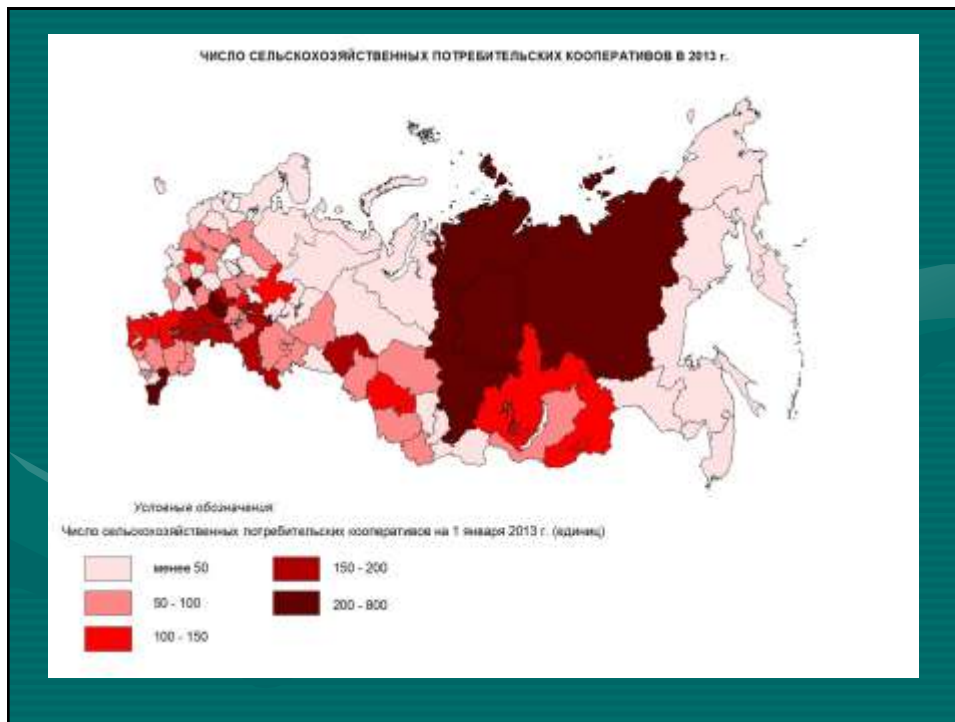 ЧИСЛО СЕЛЬСКОХОЗЯЙСТВЕННЫХ ПОТРЕБИТЕЛЬСКИХ КООПЕРАТИВОВ В 2013 г.
Условные обозначения
Число сельскохозяйственных потребительских кооперативов на 1 января 2013 г. (единиц)
менее 50
50 - 100
100 - 150
150 - 200
200 - 800